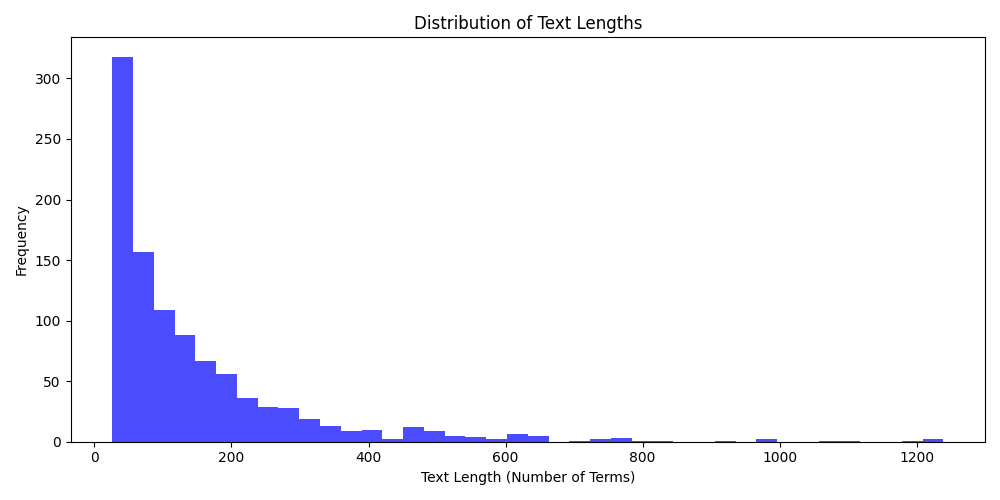 Distribution of Text Lengths
300
250
200
150
100
50
0
Frequency
0 200 400 600 800 1000 1200
Text Length (Number of Terms)